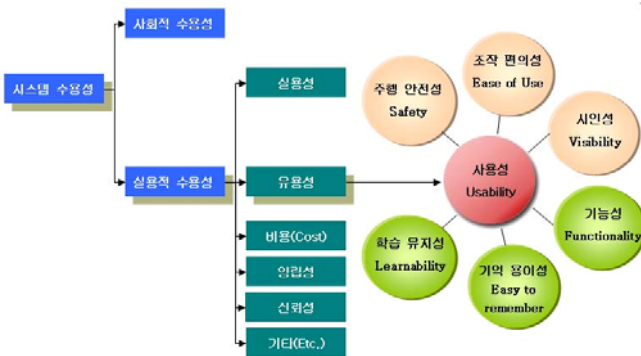 사회적 수용성
시스템 수용성
실용적 수용성
실용성
유용성
비용(Cost)
양립성
신뢰성
기타(Etc.)
주행 안전성
Safety
조작 편의성
Ease of Use
시인성
Visibility
사용성
Usability
학습 유지성
Learnability
기억 용이성
Easy to
remember
기능성
Functionality